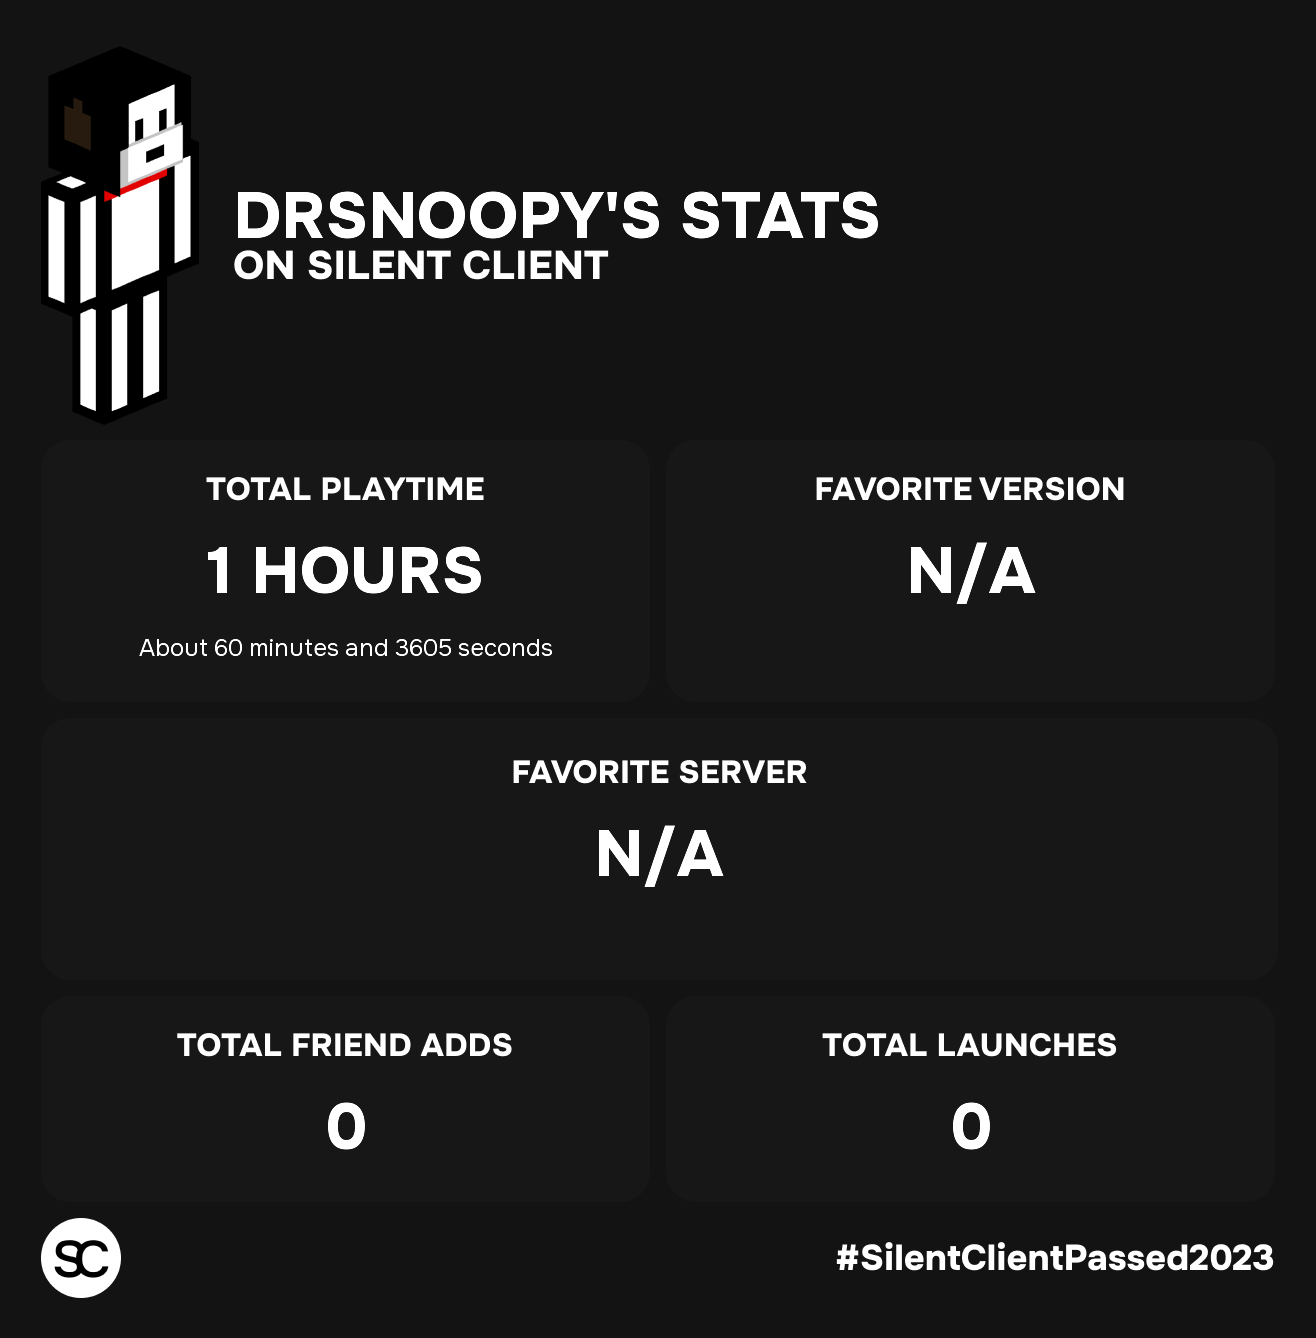 DRSNOOPY'S STATS
ON SILENT CLIENT
TOTAL PLAYTIME
1 HOURS
About 60 minutes and 3605 seconds
FAVORITE VERSION
N/A
FAVORITE SERVER
N/A
TOTAL FRIEND ADDS
0
TOTAL LAUNCHES
0
SC
#SilentClientPassed2023